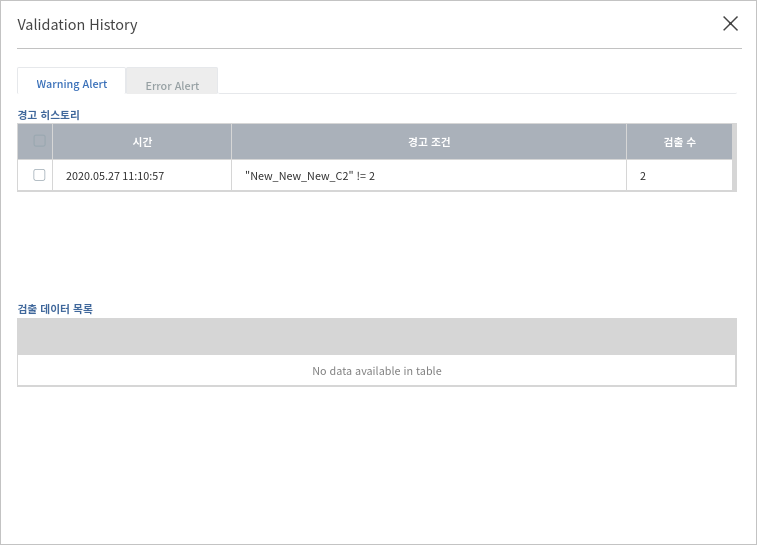 Validation History
Warning Alert Error Alert
경고 히스토리
시간 경고 조건 검출 수
2020.05.27 11:10:57 "New_New_New_C2" != 2 2
검출 데이터 목록
No data available in table